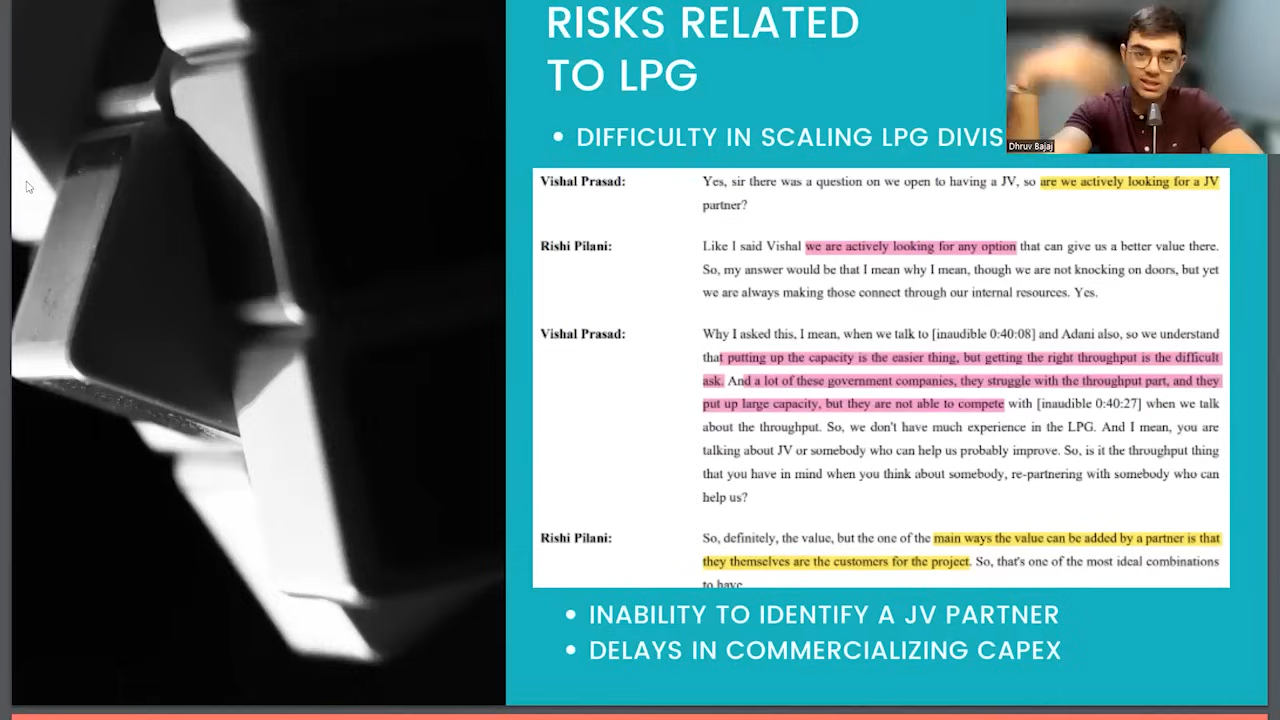 RISKS RELATED
TO LPG
• DIFFICULTY IN SCALING LPG DIVIS
Dhruv Bajaj
Vishal Prasad: Yes, sir there was a question on we open to having a JV, so are we actively looking for a JV
partner?
Rishi Pilani: Like I said Vishal we are actively looking for any option that can give us a better value there.
So, my answer would be that I mean why I mean, though we are not knocking on doors, but yet
we are always making those connect through our internal resources. Yes.
Vishal Prasad: Why I asked this, I mean, when we talk to [inaudible 0:40:08] and Adani also, so we understand
that putting up the capacity is the easier thing, but getting the right throughput is the difficult
ask. And a lot of these government companies, they struggle with the throughput part, and they
put up large capacity, but they are not able to compete with [inaudible 0:40:27] when we talk
about the throughput. So, we don't have much experience in the LPG. And I mean, you are
talking about JV or somebody who can help us probably improve. So, is it the throughput thing
that you have in mind when you think about somebody, re-partnering with somebody who can
help us?
Rishi Pilani: So, definitely, the value, but the one of the main ways the value can be added by a partner is that
they themselves are the customers for the project. So, that's one of the most ideal combinations
to have
• INABILITY TO IDENTIFY A JV PARTNER
• DELAYS IN COMMERCIALIZING CAPEX